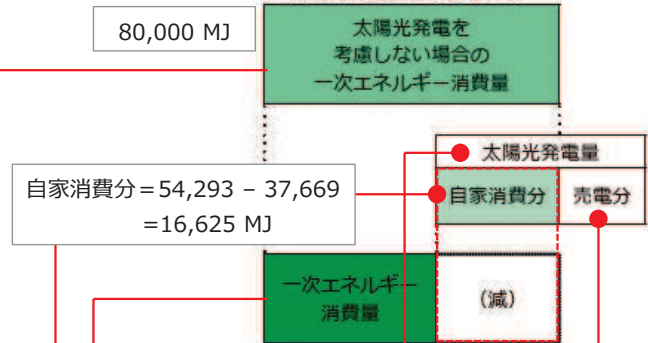 80,000 MJ
太陽光発電を
考慮しない場合の
一次エネルギー消費量
太陽光発電量
自家消費分＝54,293 – 37,669
＝16,625 MJ
自家消費分
売電分
一次エネルギー
消費量
（減）